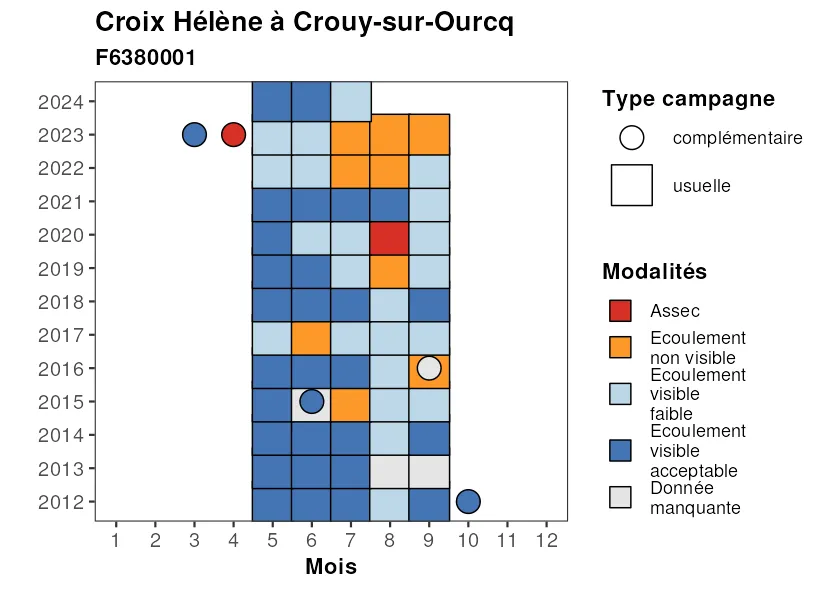 Croix Hélène à Crouy-sur-Ourcq
F6380001
2024
2023
2022
2021
2020
2019
2018
2017
2016
2015
2014
2013
2012
1 2 3 4 5 6 7 8 9 10 11 12
Mois
Type campagne
complémentaire
usuelle
Modalités
Assec
Ecoulement
non visible
Ecoulement
visible
faible
Ecoulement
visible
acceptable
Donnée
manquante